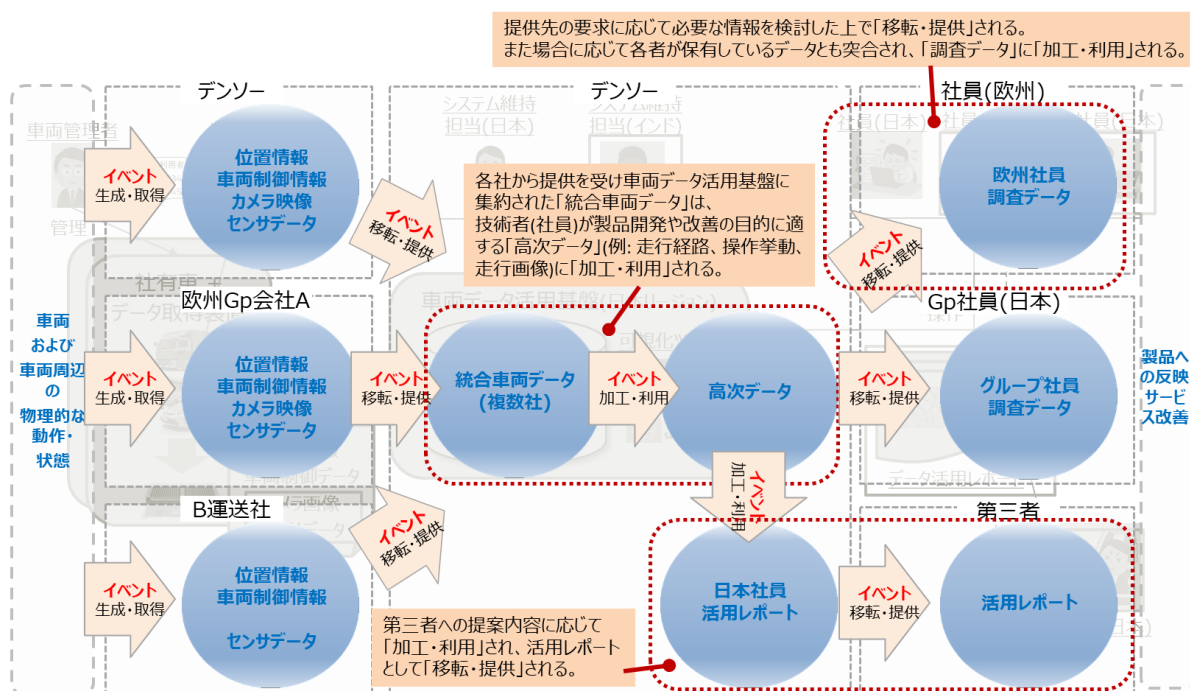 提供先の要求に応じて必要な情報を検討した上で「移転・提供」される。
また場合に応じて各者が保有しているデータとも突合され、「調査データ」に「加工・利用」される。
デンソー
デンソー
社員(欧州)
車両管理者
システム維持
担当(日本)
システム維持
担当(インド)
社員(日本)
イベント
生成・取得
位置情報
車両制御情報
カメラ映像
センサデータ
イベント
移転・提供
各社から提供を受け車両データ活用基盤に
集約された「統合車両データ」は、
技術者(社員)が製品開発や改善の目的に適
する「高次データ」(例: 走行経路、操作挙動、
走行画像)に「加工・利用」される。
欧州社員
調査データ
イベント
移転・提供
管理
社有車
欧州Gp会社A
データ取得装置
Gp社員(日本)
車両
および
車両周辺の
物理的な
動作・
状態
イベント
生成・取得
位置情報
車両制御情報
カメラ映像
センサデータ
イベント
移転・提供
統合車両データ
(複数社)
イベント
加工・利用
高次データ
イベント
移転・提供
グループ社員
調査データ
製品へ
の反映
サービ
ス改善
データ活用レポート
イベント
加工・利用
B運送社
イベント
移転・提供
第三者
イベント
生成・取得
位置情報
車両制御情報
センサデータ
日本社員
活用レポート
イベント
移転・提供
活用レポート
第三者への提案内容に応じて
「加工・利用」され、活用レポート
として「移転・提供」される。